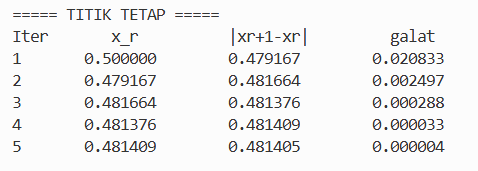 ===== TITIK TETAP =====
Iter x_r |xr+1-xr| galat
1 0.500000 0.479167 0.020833
2 0.479167 0.481664 0.002497
3 0.481664 0.481376 0.000288
4 0.481376 0.481409 0.000033
5 0.481409 0.481405 0.000004